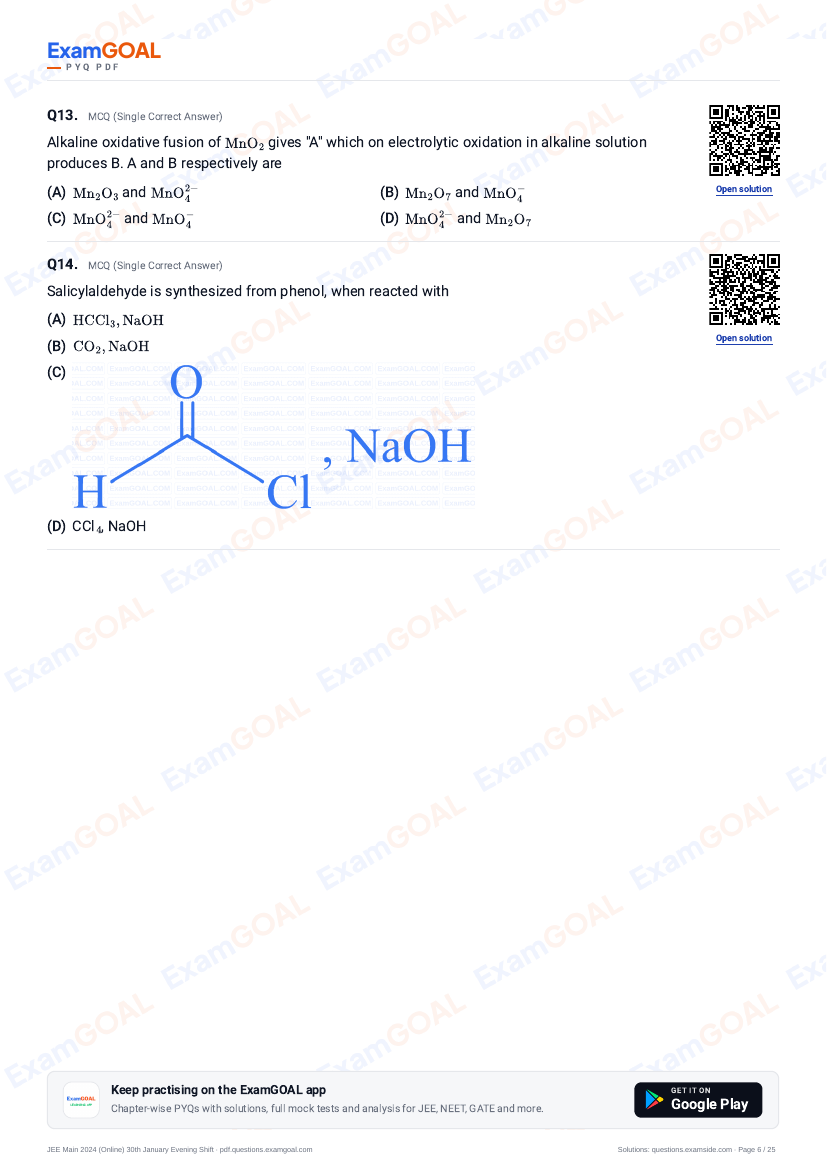 ExamGOAL
PYQ PDF
Q13. MCQ (Single Correct Answer)
Alkaline oxidative fusion of MnO₂ gives "A" which on electrolytic oxidation in alkaline solution
produces B. A and B respectively are
(A) Mn₂O₃ and MnO₄²⁻ (B) Mn₂O₇ and MnO₄⁻
(C) MnO₄²⁻ and MnO₄⁻ (D) MnO₄²⁻ and Mn₂O₇
Open solution
Q14. MCQ (Single Correct Answer)
Salicylaldehyde is synthesized from phenol, when reacted with
(A) HCCl₃, NaOH
(B) CO₂, NaOH
Open solution
(C)
O
H Cl , NaOH
(D) CCl₄, NaOH
Keep practising on the ExamGOAL app
Chapter-wise PYQs with solutions, full mock tests and analysis for JEE, NEET, GATE and more.
GET IT ON
Google Play
JEE Main 2024 (Online) 30th January Evening Shift · pdf.questions.examgoal.com
Solutions: questions.examside.com · Page 6 / 25